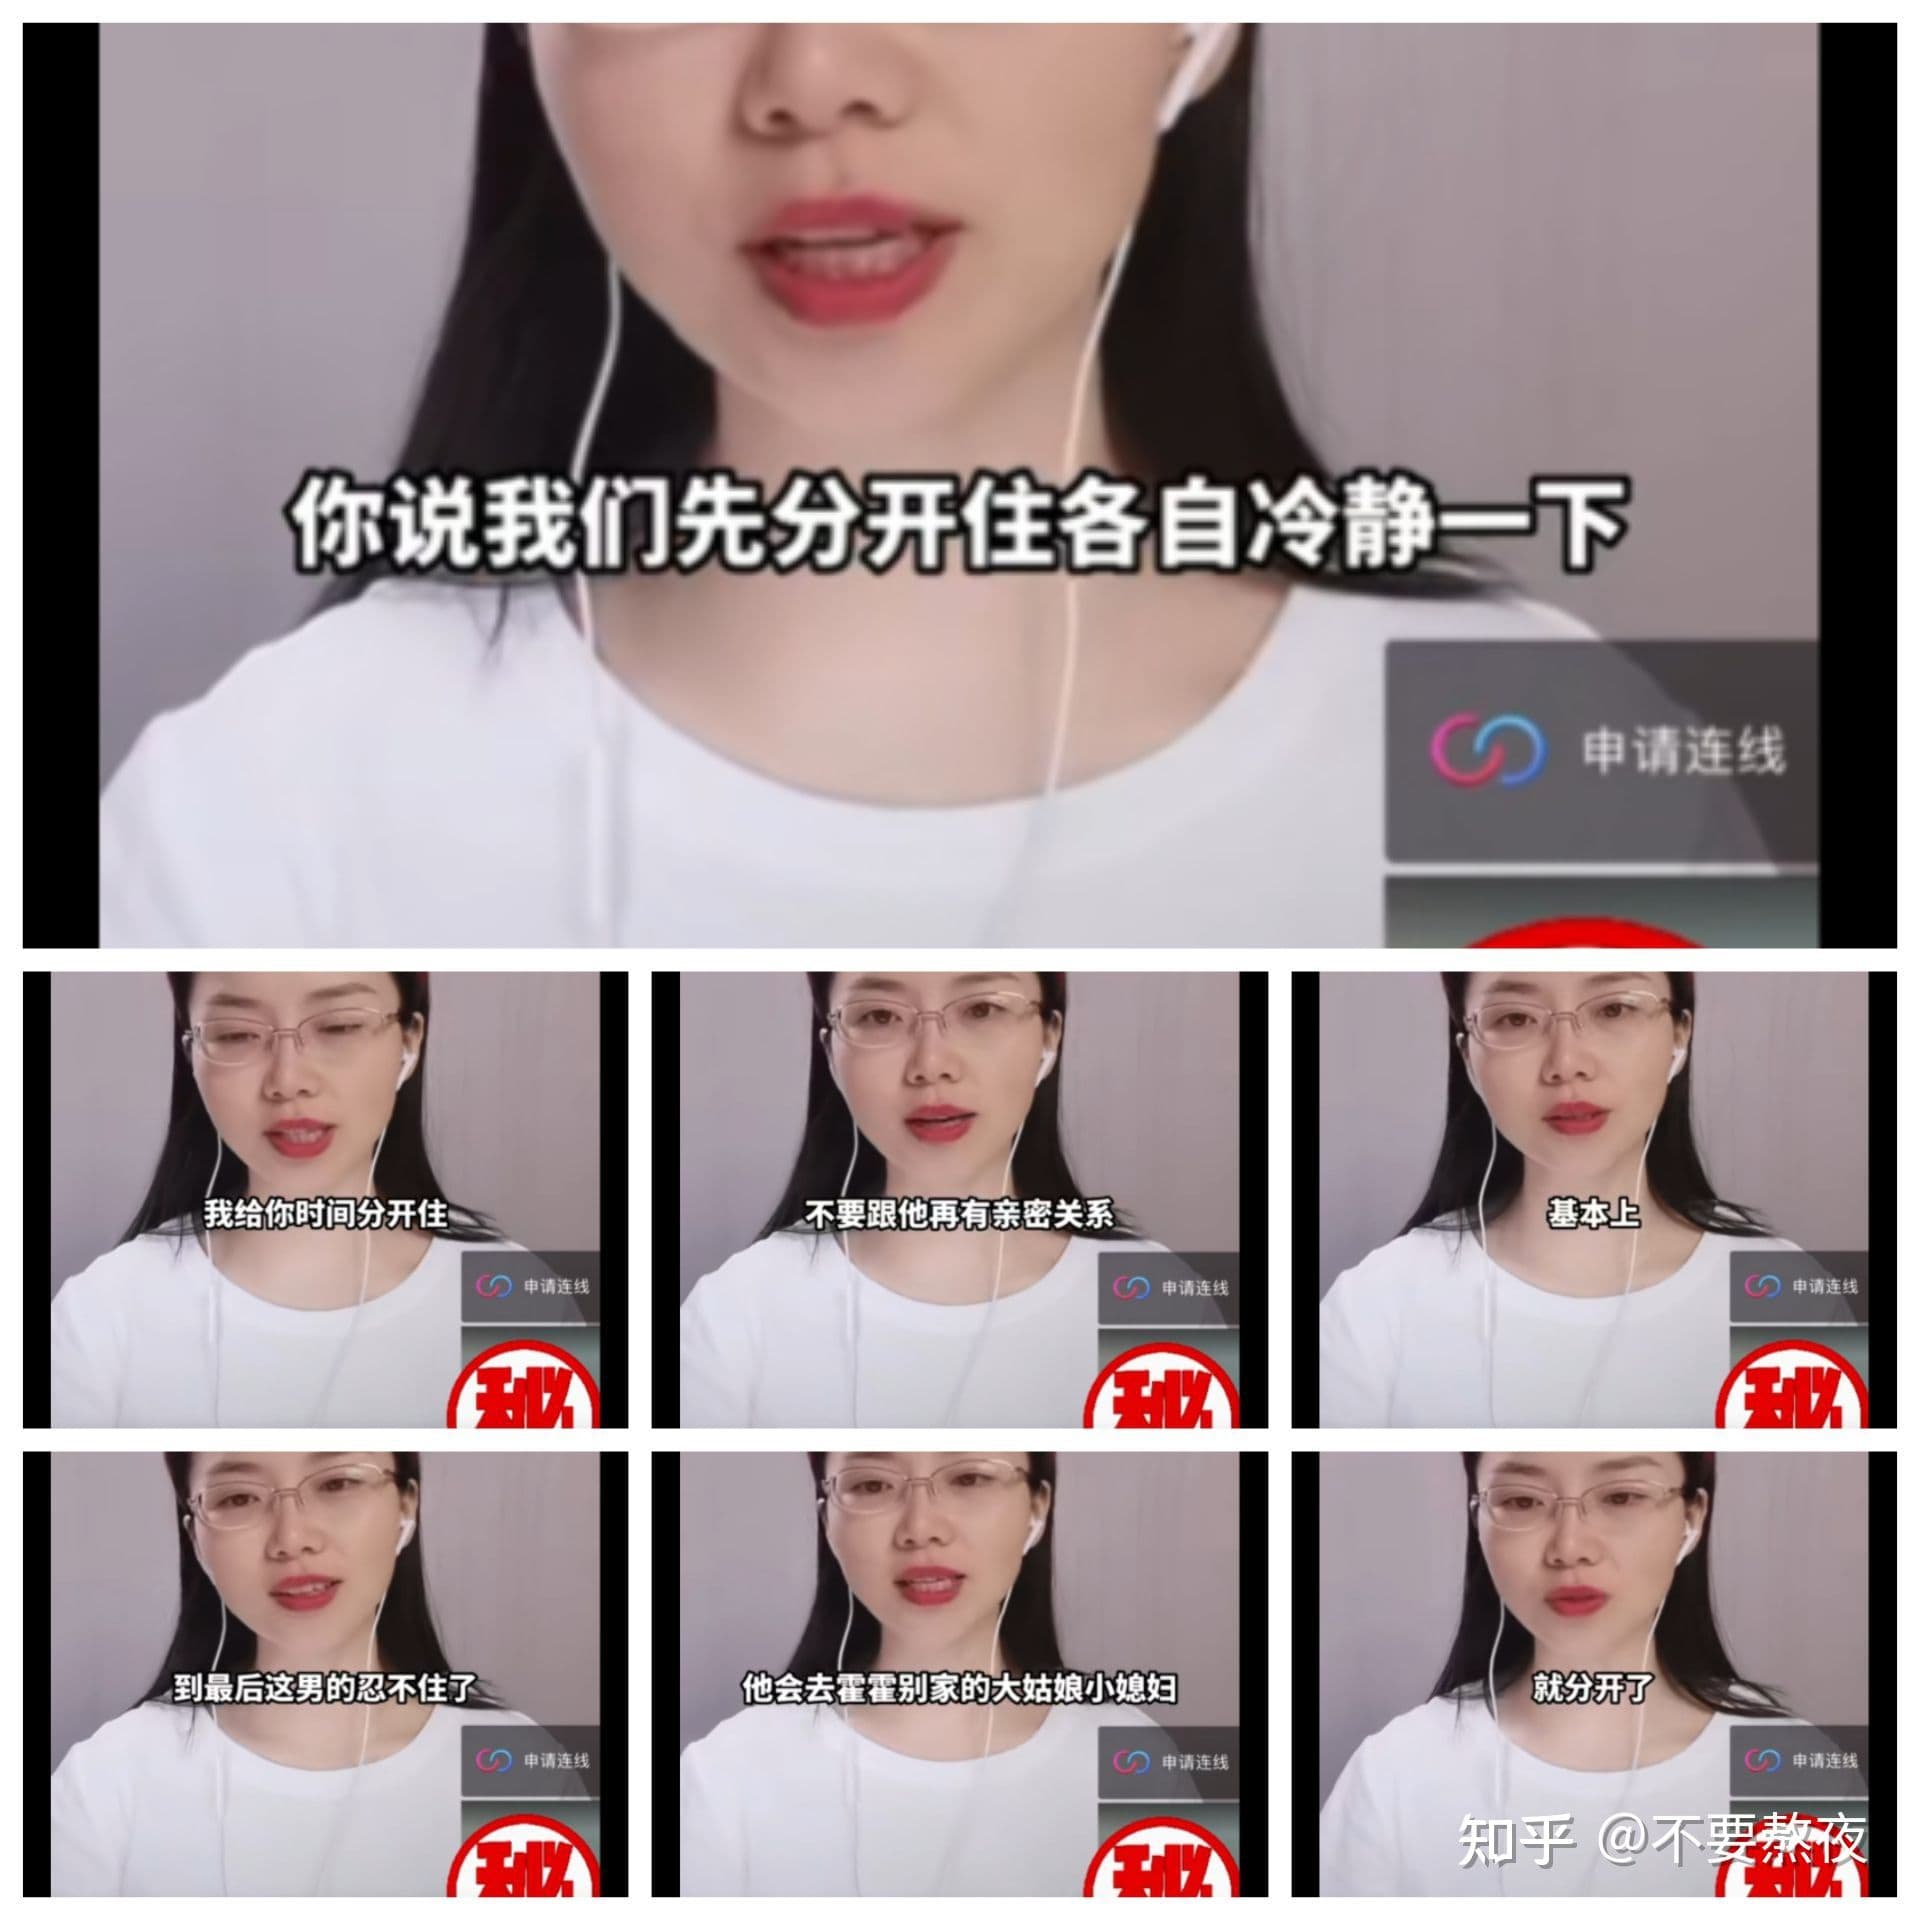 你说我们先分开住各自冷静一下
申请连线
我给你时间分开住
申请连线
不要跟他再有亲密关系
申请连线
基本上
申请连线
到最后这男的忍不住了
申请连线
他会去霍霍别家的大姑娘小媳妇
申请连线
就分开了
申请连线
知乎 @不要熬夜